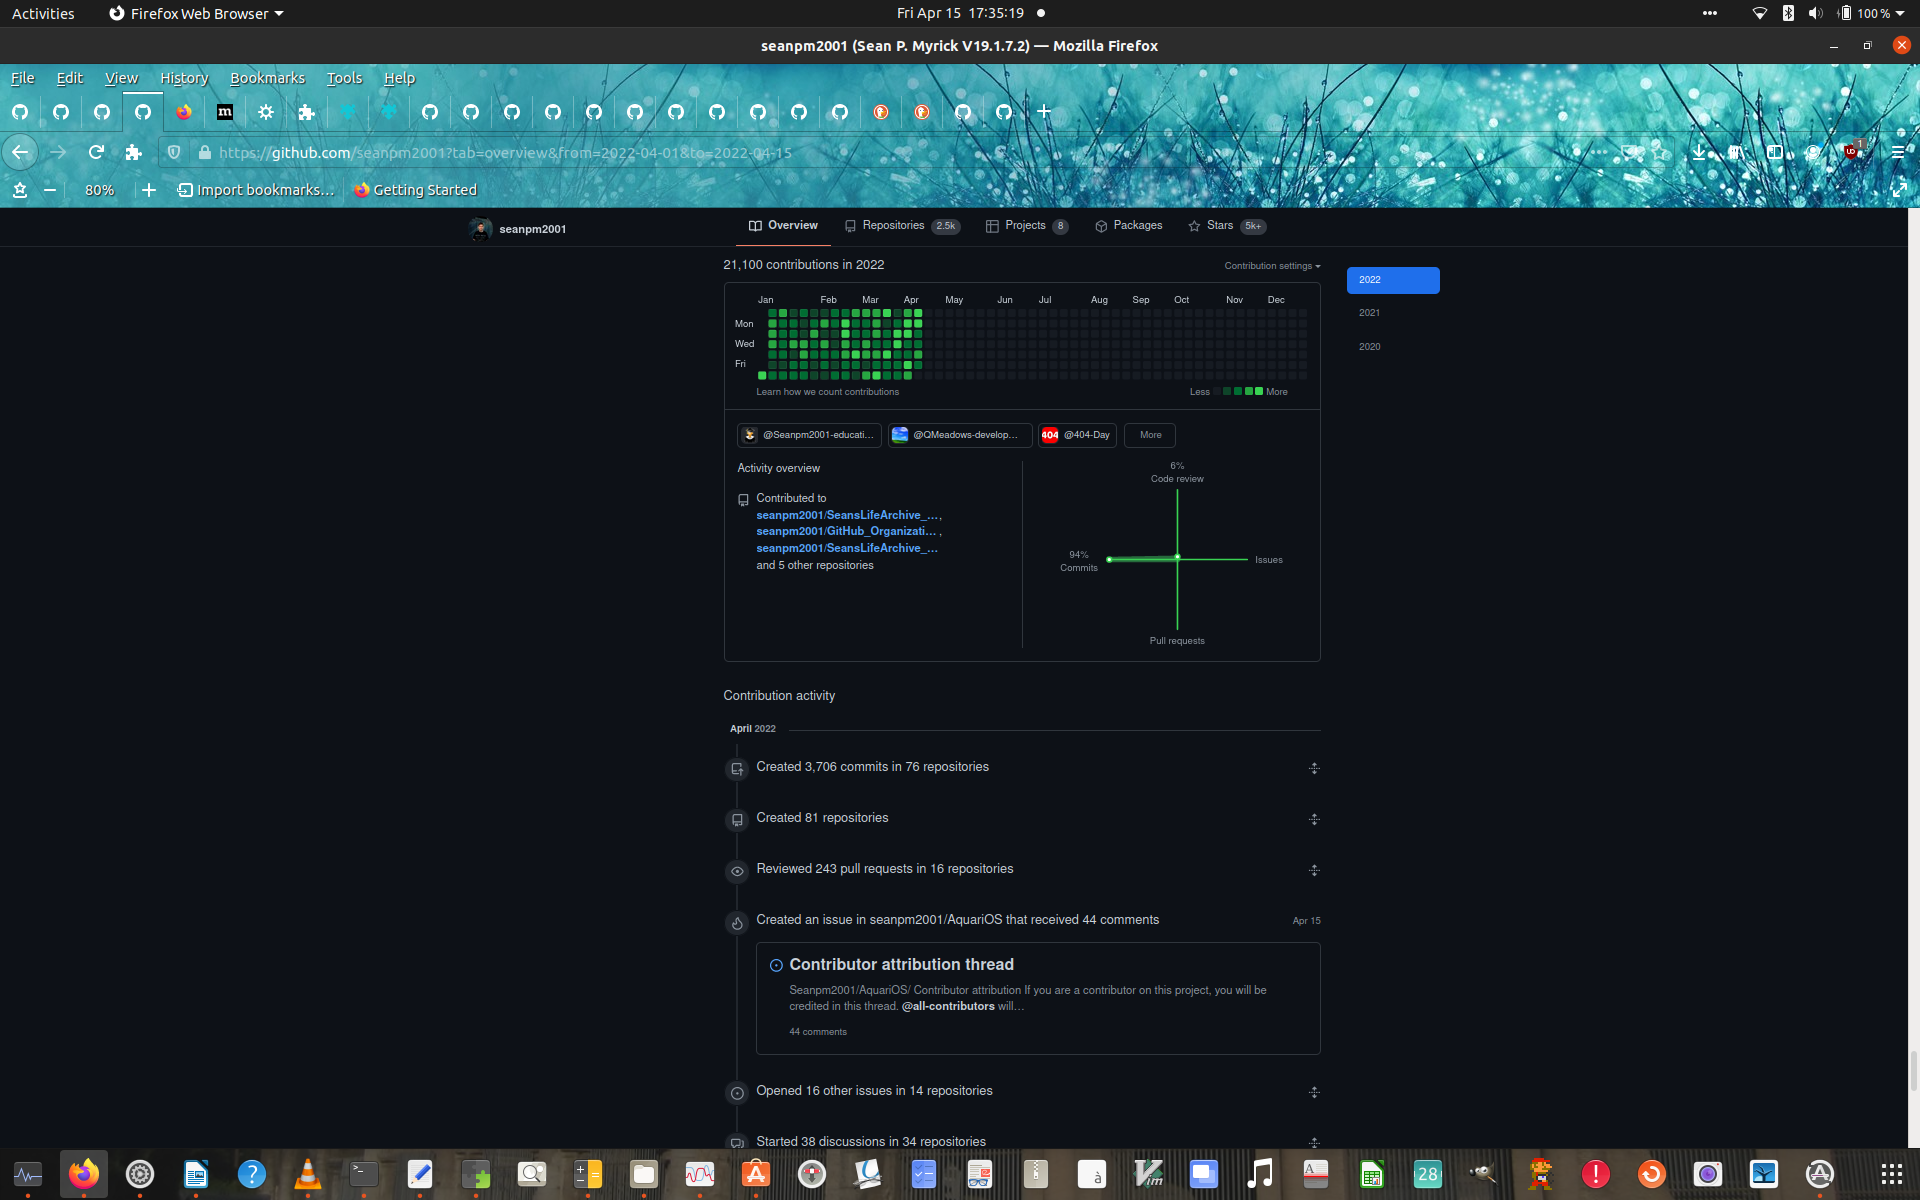 Activities
Firefox Web Browser
Fri Apr 15 17:35:19
100 %
seanpm2001 (Sean P. Myrick V19.1.7.2) — Mozilla Firefox
File Edit View History Bookmarks Tools Help
m
https://github.com/seanpm2001?tab=overview&from=2022-04-01&to=2022-04-15
1
80%
Import bookmarks...
Getting Started
seanpm2001
Overview
Repositories 2.5k
Projects 8
Packages
Stars 5k+
21,100 contributions in 2022
Contribution settings
2022
2021
2020
Jan Feb Mar Apr May Jun Jul Aug Sep Oct Nov Dec
Mon
Wed
Fri
Learn how we count contributions
Less More
@Seanpm2001-educati...
@QMeadows-develop...
404 @404-Day
More
Activity overview
Contributed to
seanpm2001/SeansLifeArchive_...,
seanpm2001/GitHub_Organizati... ,
seanpm2001/SeansLifeArchive_...
and 5 other repositories
6%
Code review
94%
Commits
Issues
Pull requests
Contribution activity
April 2022
Created 3,706 commits in 76 repositories
Created 81 repositories
Reviewed 243 pull requests in 16 repositories
Created an issue in seanpm2001/AquariOS that received 44 comments
Apr 15
Contributor attribution thread
Seanpm2001/AquariOS/ Contributor attribution If you are a contributor on this project, you will be
credited in this thread. @all-contributors will...
44 comments
Opened 16 other issues in 14 repositories
Started 38 discussions in 34 repositories
28